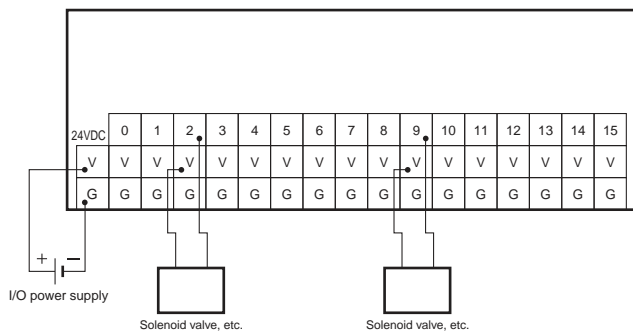 24VDC 0 1 2 3 4 5 6 7 8 9 10 11 12 13 14 15
V V V V V V V V V V V V V V V V V
G G G G G G G G G G G G G G G G G
+ −
I/O power supply
Solenoid valve, etc. Solenoid valve, etc.